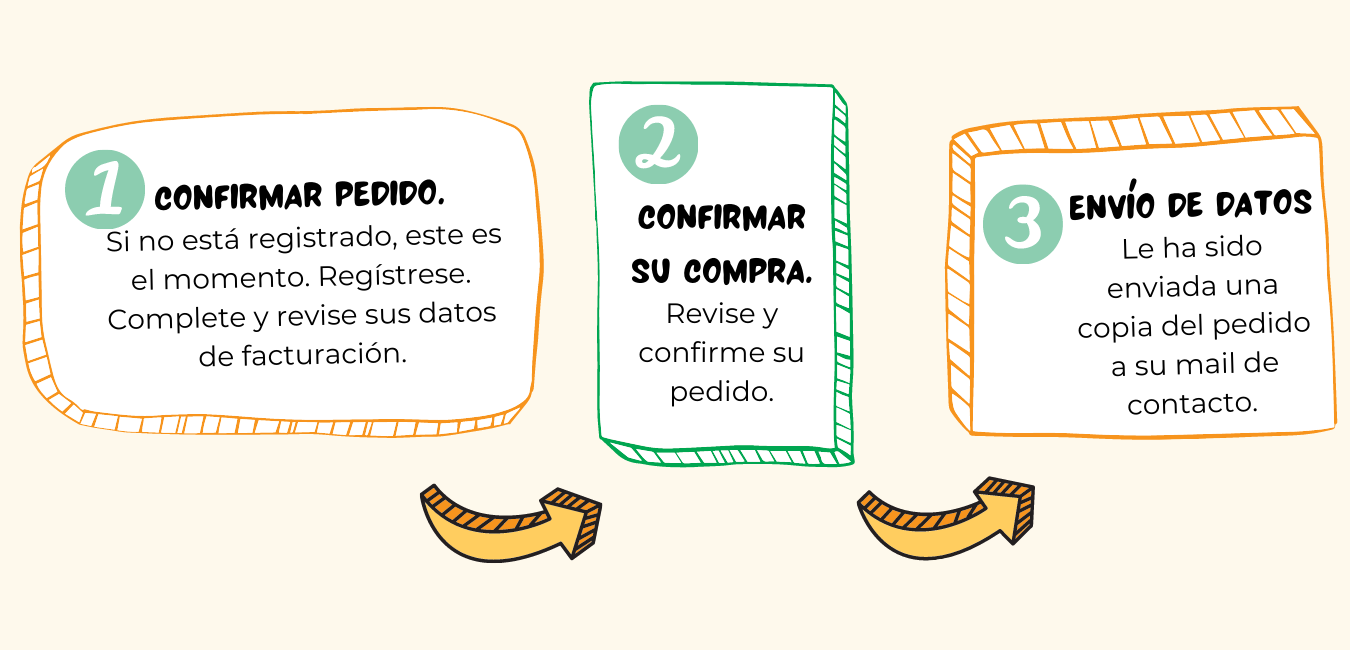 1
CONFIRMAR PEDIDO.
Si no está registrado, este es
el momento. Regístrese.
Complete y revise sus datos
de facturación.
2
CONFIRMAR
SU COMPRA.
Revise y
confirme su
pedido.
3
ENVÍO DE DATOS
Le ha sido
enviada una
copia del pedido
a su mail de
contacto.